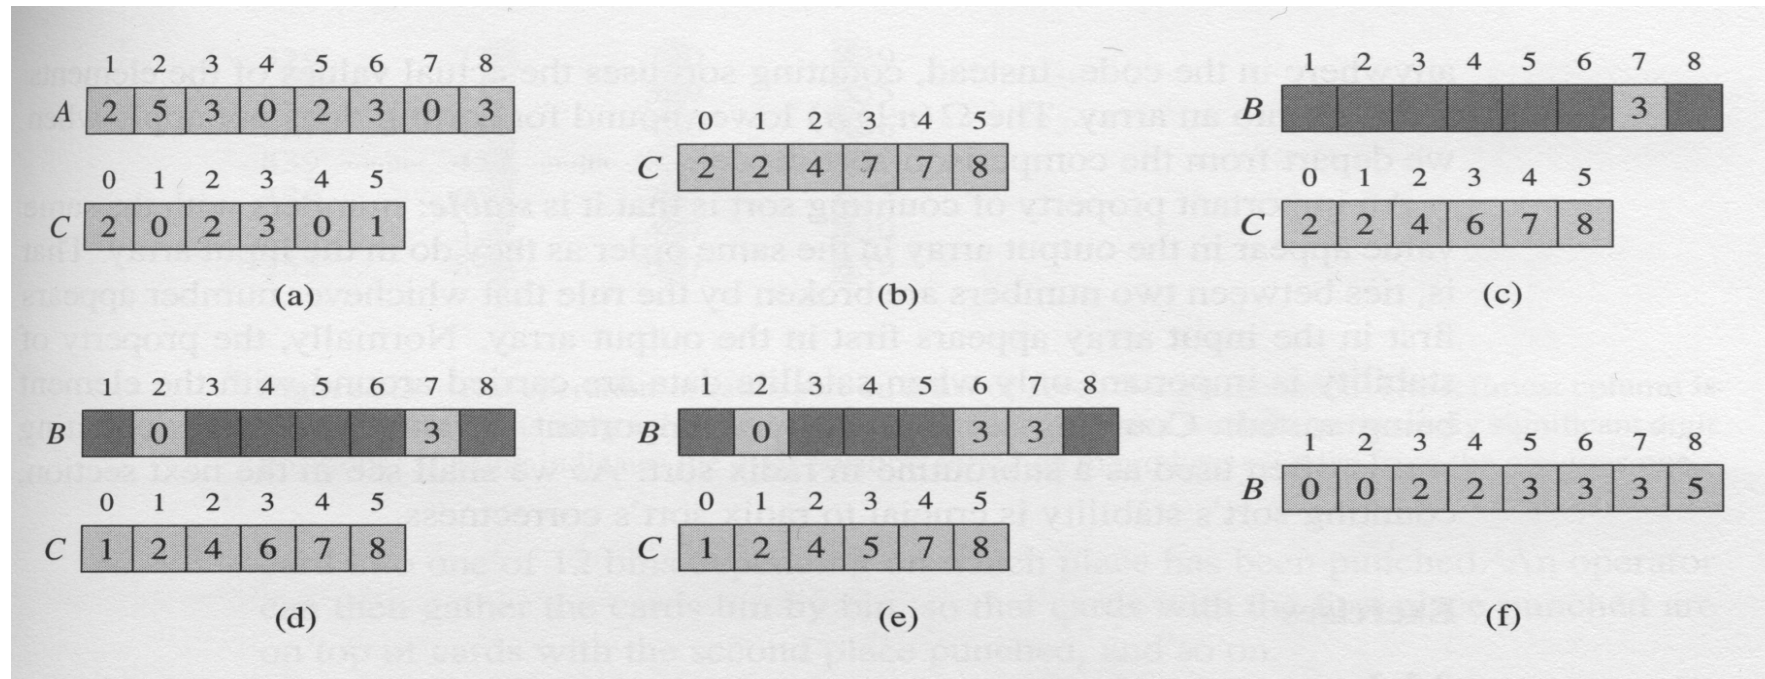 1 2 3 4 5 6 7 8
A 2 5 3 0 2 3 0 3
0 1 2 3 4 5
C 2 0 2 3 0 1
(a)
0 1 2 3 4 5
C 2 2 4 7 7 8
(b)
1 2 3 4 5 6 7 8
B 3
0 1 2 3 4 5
C 2 2 4 6 7 8
(c)
1 2 3 4 5 6 7 8
B 0 3
0 1 2 3 4 5
C 1 2 4 6 7 8
(d)
1 2 3 4 5 6 7 8
B 0 3 3
0 1 2 3 4 5
C 1 2 4 5 7 8
(e)
1 2 3 4 5 6 7 8
B 0 0 2 2 3 3 3 5
(f)